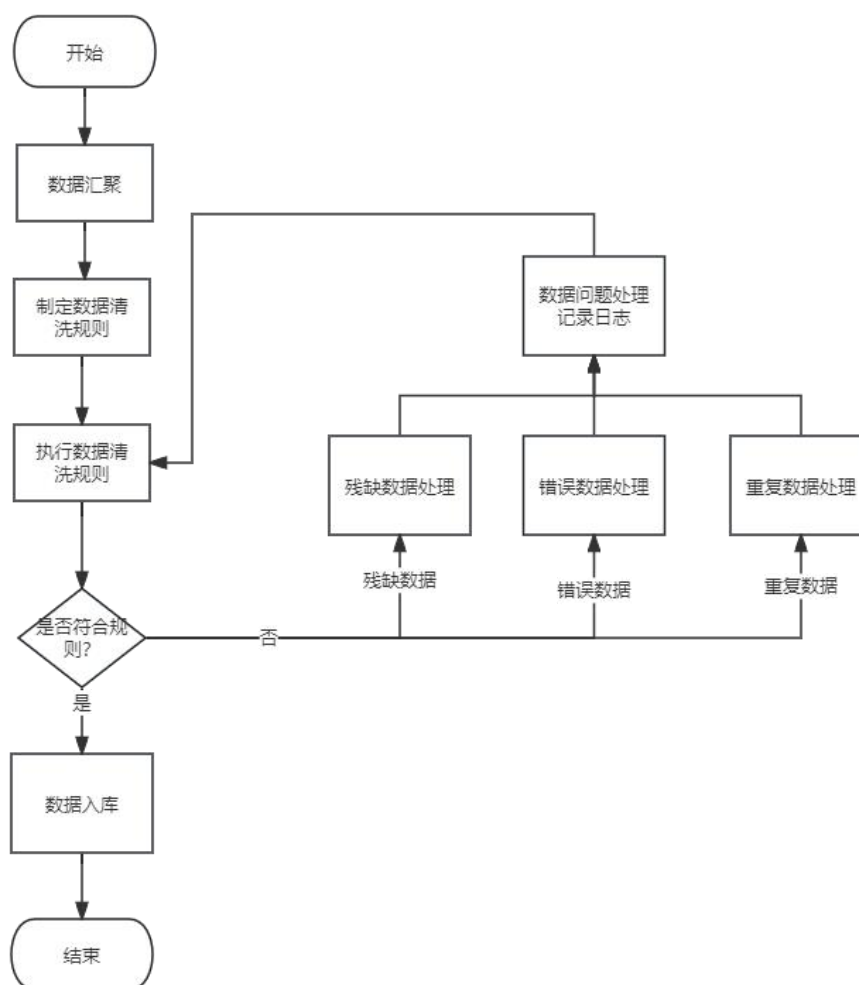 开始
数据汇聚
制定数据清
洗规则
数据问题处理
记录日志
执行数据清
洗规则
残缺数据处理
错误数据处理
重复数据处理
残缺数据
错误数据
重复数据
是否符合规
则?
否
是
数据入库
结束